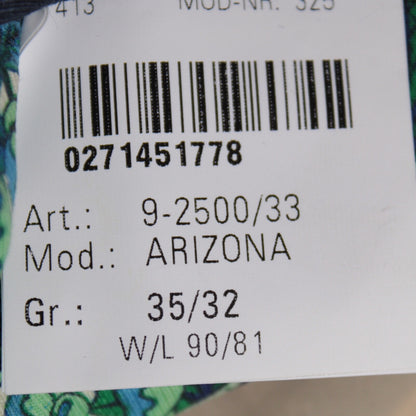 413 MOD-NR. 325
0271451778
Art.: 9-2500/33
Mod.: ARIZONA
Gr.: 35/32
W/L 90/81